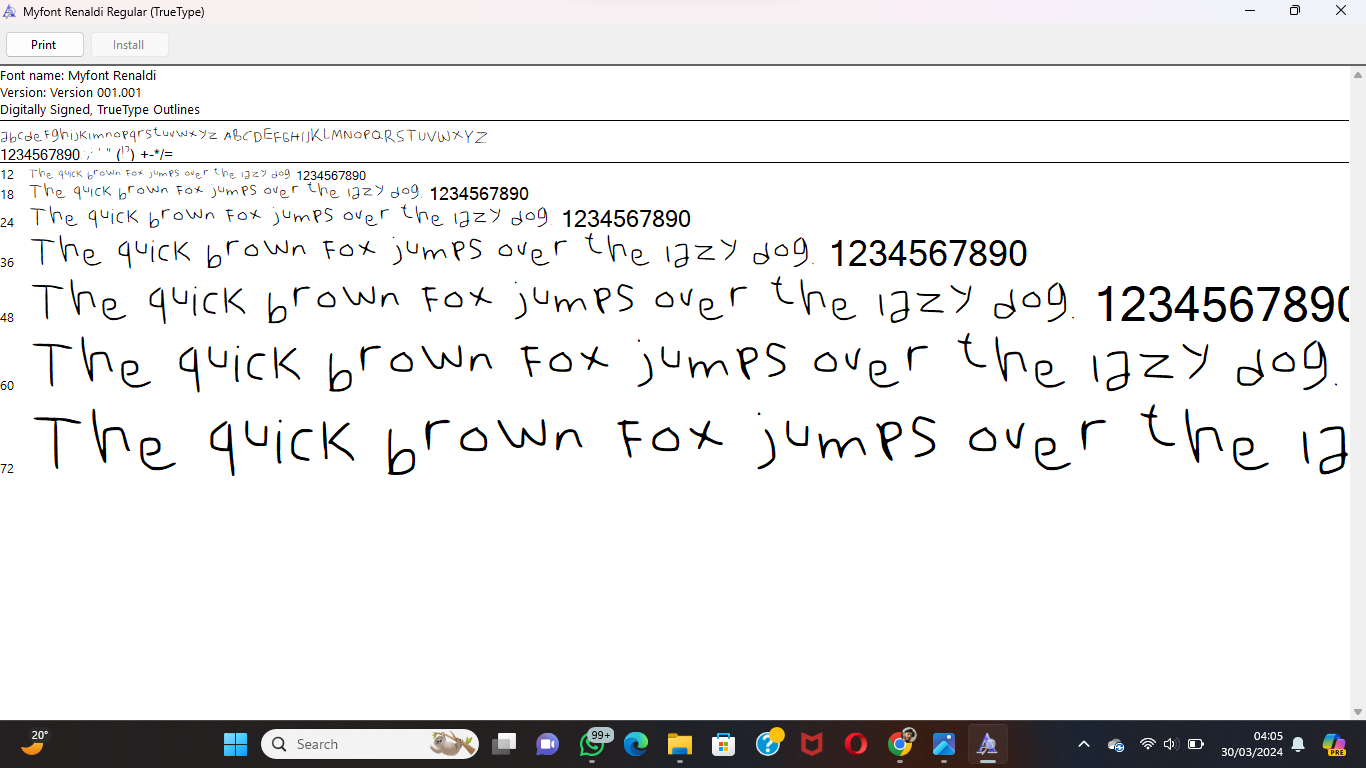 Myfont Renaldi Regular (TrueType)
Print
Install
Font name: Myfont Renaldi
Version: Version 001.001
Digitally Signed, TrueType Outlines
abcdefghijklmnopqrstuvwxyz ABCDEFGHIJKLMNOPQRSTUVWXYZ
1234567890.:,; ' " (!?) +-*/=
12 The quick brown fox jumps over the lazy dog. 1234567890
18 The quick brown fox jumps over the lazy dog. 1234567890
24 The quick brown fox jumps over the lazy dog. 1234567890
36 The quick brown fox jumps over the lazy dog. 1234567890
48 The quick brown fox jumps over the lazy dog. 1234567890
60 The quick brown fox jumps over the lazy dog.
72 The quick brown fox jumps over the la
20°
Search
99+
PRE
04:05
30/03/2024